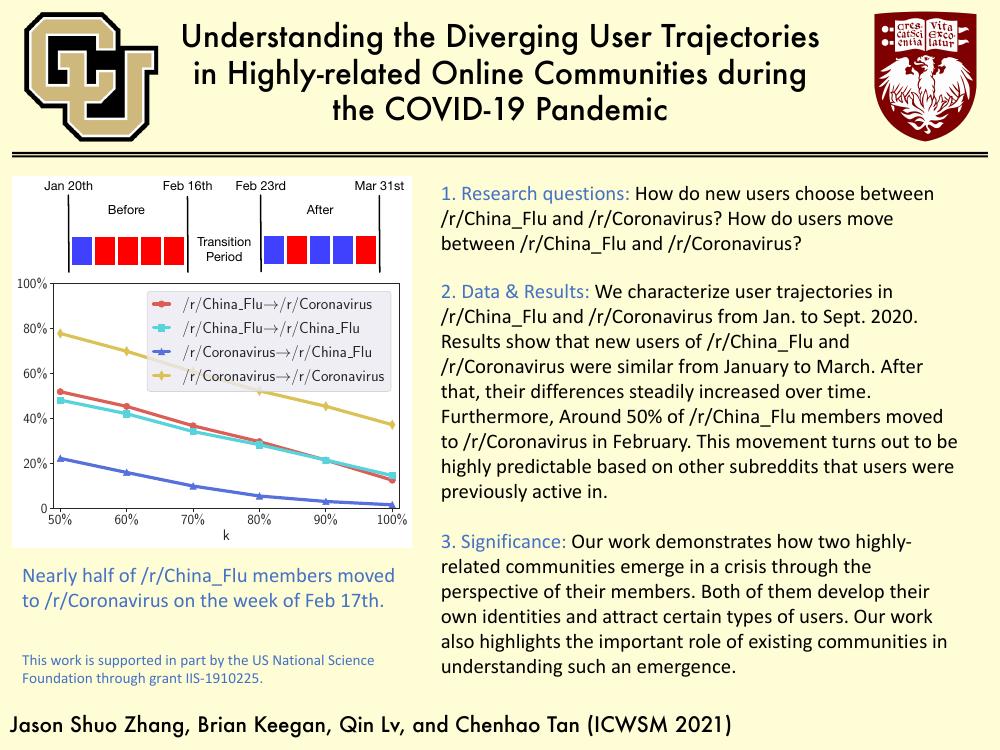 Understanding the Diverging User Trajectories
in Highly-related Online Communities during
the COVID-19 Pandemic
CU
Cres
cat Sci
entia
Vita
Exco
latur
Jan 20th Feb 16th Feb 23rd Mar 31st
Before After
Transition
Period
100%
80%
60%
40%
20%
0
/r/China_Flu→/r/Coronavirus
/r/China_Flu→/r/China_Flu
/r/Coronavirus→/r/China_Flu
/r/Coronavirus→/r/Coronavirus
50% 60% 70% 80% 90% 100%
k
Nearly half of /r/China_Flu members moved
to /r/Coronavirus on the week of Feb 17th.
This work is supported in part by the US National Science
Foundation through grant IIS-1910225.
1. Research questions: How do new users choose between
/r/China_Flu and /r/Coronavirus? How do users move
between /r/China_Flu and /r/Coronavirus?
2. Data & Results: We characterize user trajectories in
/r/China_Flu and /r/Coronavirus from Jan. to Sept. 2020.
Results show that new users of /r/China_Flu and
/r/Coronavirus were similar from January to March. After
that, their differences steadily increased over time.
Furthermore, Around 50% of /r/China_Flu members moved
to /r/Coronavirus in February. This movement turns out to be
highly predictable based on other subreddits that users were
previously active in.
3. Significance: Our work demonstrates how two highly-
related communities emerge in a crisis through the
perspective of their members. Both of them develop their
own identities and attract certain types of users. Our work
also highlights the important role of existing communities in
understanding such an emergence.
Jason Shuo Zhang, Brian Keegan, Qin Lv, and Chenhao Tan (ICWSM 2021)